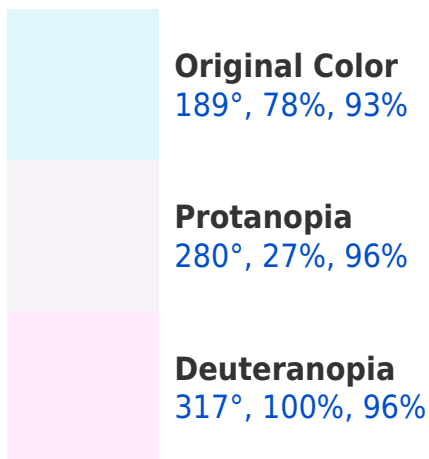 Original Color
189°, 78%, 93%
Protanopia
280°, 27%, 96%
Deuteranopia
317°, 100%, 96%